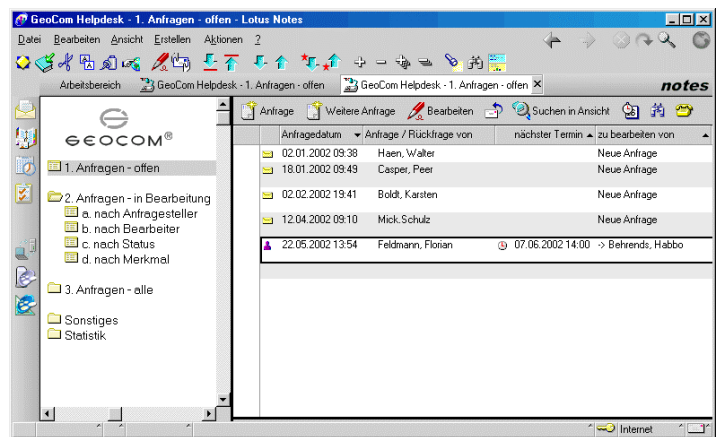 GeoCom Helpdesk - 1. Anfragen - offen - Lotus Notes
Datei Bearbeiten Ansicht Erstellen Aktionen ?
Arbeitsbereich GeoCom Helpdesk - 1. Anfragen - offen GeoCom Helpdesk - 1. Anfragen - offen notes
GEOCOM®
1. Anfragen - offen
2. Anfragen - in Bearbeitung
a. nach Anfragesteller
b. nach Bearbeiter
c. nach Status
d. nach Merkmal
3. Anfragen - alle
Sonstiges
Statistik
Anfrage Weitere Anfrage Bearbeiten Suchen in Ansicht
Anfragedatum Anfrage / Rückfrage von nächster Termin zu bearbeiten von
02.01.2002 09:38 Haen, Walter Neue Anfrage
18.01.2002 09:49 Casper, Peer Neue Anfrage
02.02.2002 19:41 Boldt, Karsten Neue Anfrage
12.04.2002 09:10 Mick.Schulz Neue Anfrage
22.05.2002 13:54 Feldmann, Florian 07.06.2002 14:00 -> Behrends, Habbo
Internet